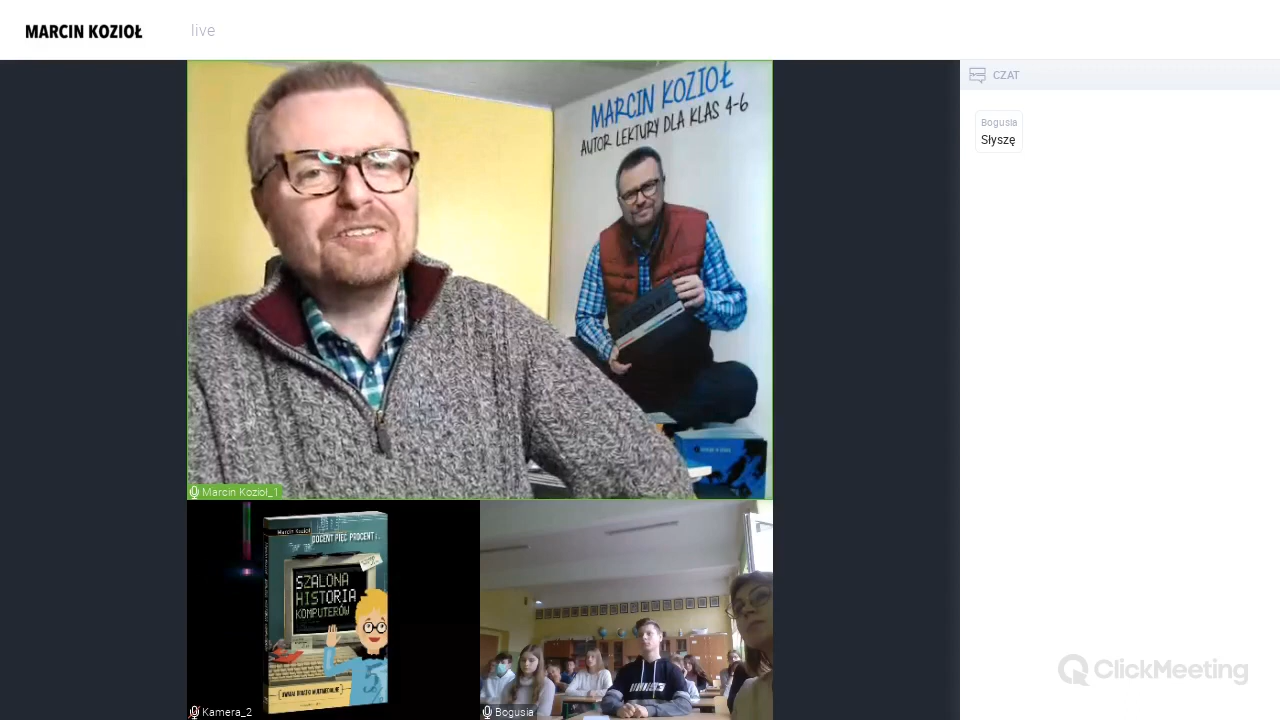 MARCIN KOZIOŁ
live
CZAT
Bogusia
Słyszę
MARCIN KOZIOŁ
AUTOR LEKTURY DLA KLAS 4-6
Marcin Kozioł_1
Marcin Kozioł
DOCENT PIĘĆ PROCENT
SZALONA
HISTORIA
KOMPUTERÓW
5%
Kamera_2
Bogusia
ClickMeeting